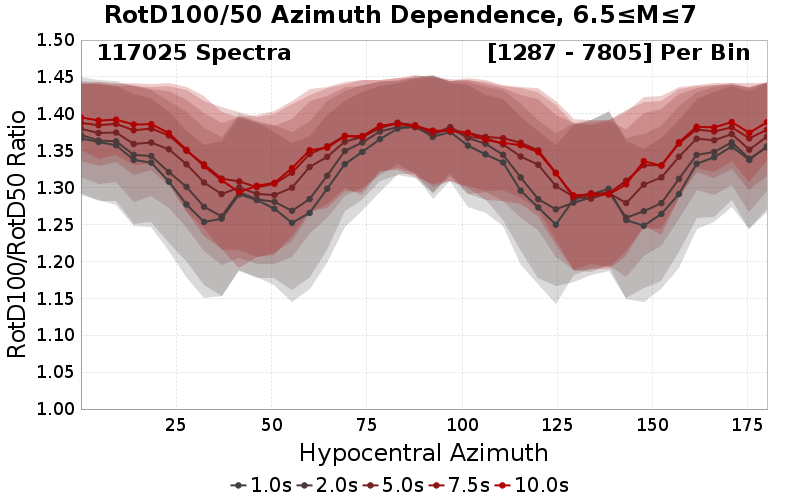 RotD100/50 Azimuth Dependence, 6.5≤M≤7
117025 Spectra
[1287 - 7805] Per Bin
RotD100/RotD50 Ratio
1.50
1.45
1.40
1.35
1.30
1.25
1.20
1.15
1.10
1.05
1.00
25 50 75 100 125 150 175
Hypocentral Azimuth
1.0s 2.0s 5.0s 7.5s 10.0s